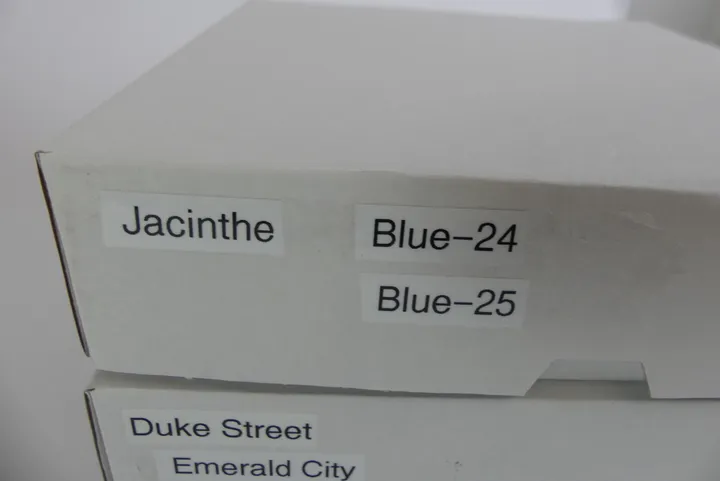 Jacinthe
Blue-24
Blue-25
Duke Street
Emerald City